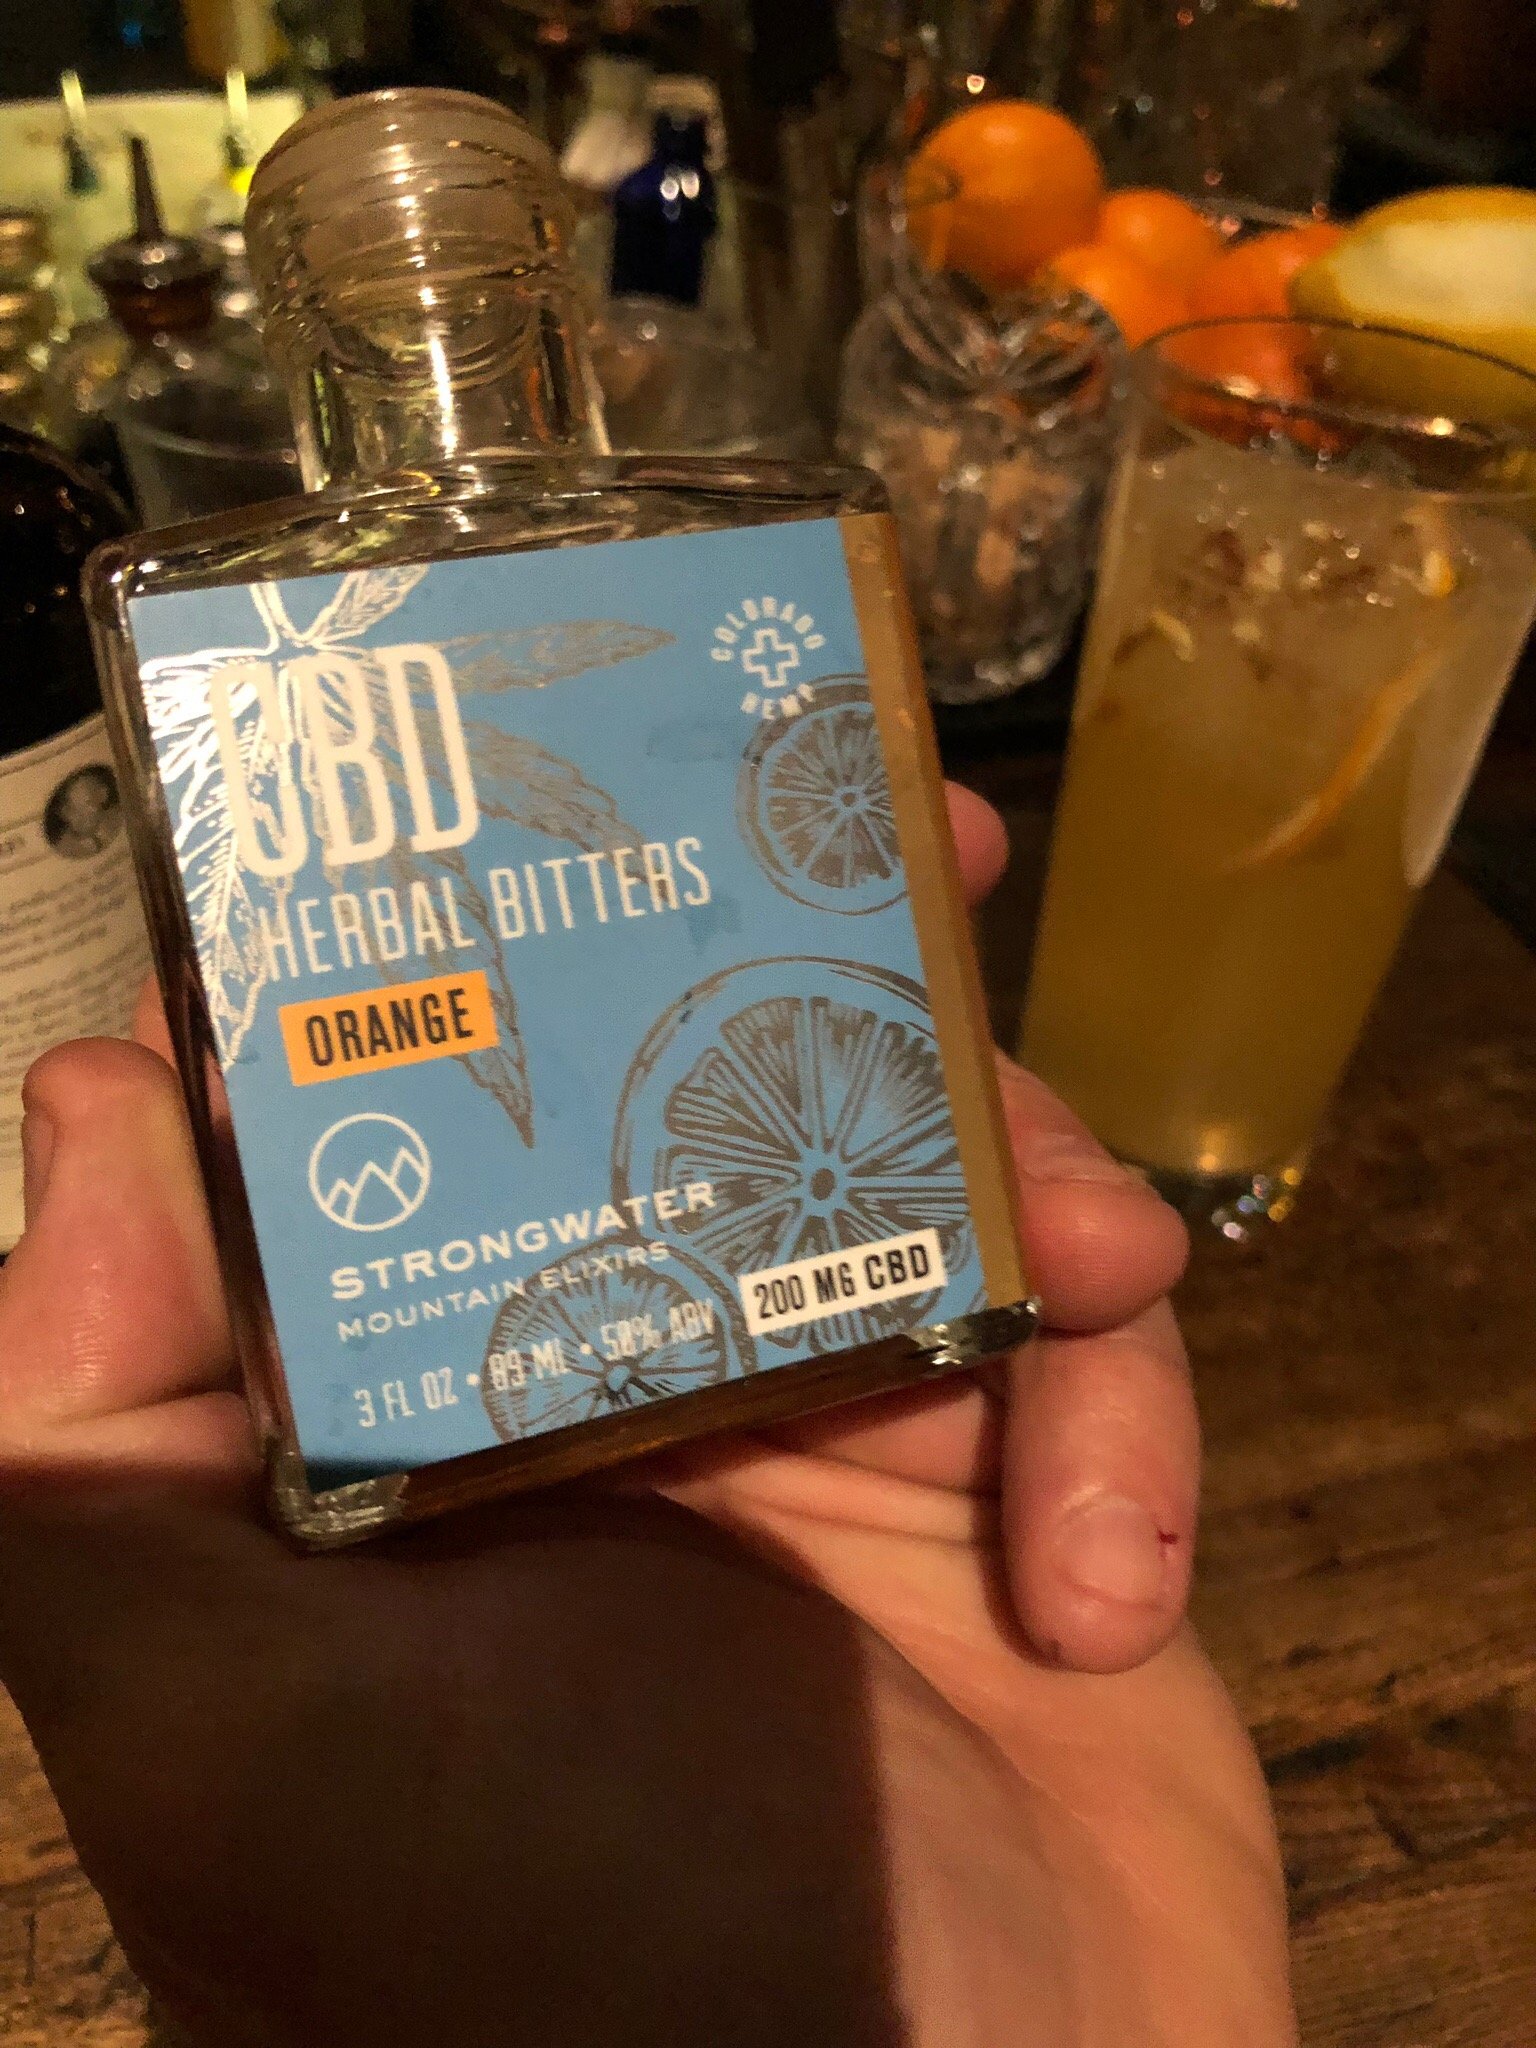 COLORADO
HEMP
CBD
HERBAL BITTERS
ORANGE
STRONGWATER
MOUNTAIN ELIXIRS
3 FL OZ • 89 ML • 50% ABV
200 MG CBD